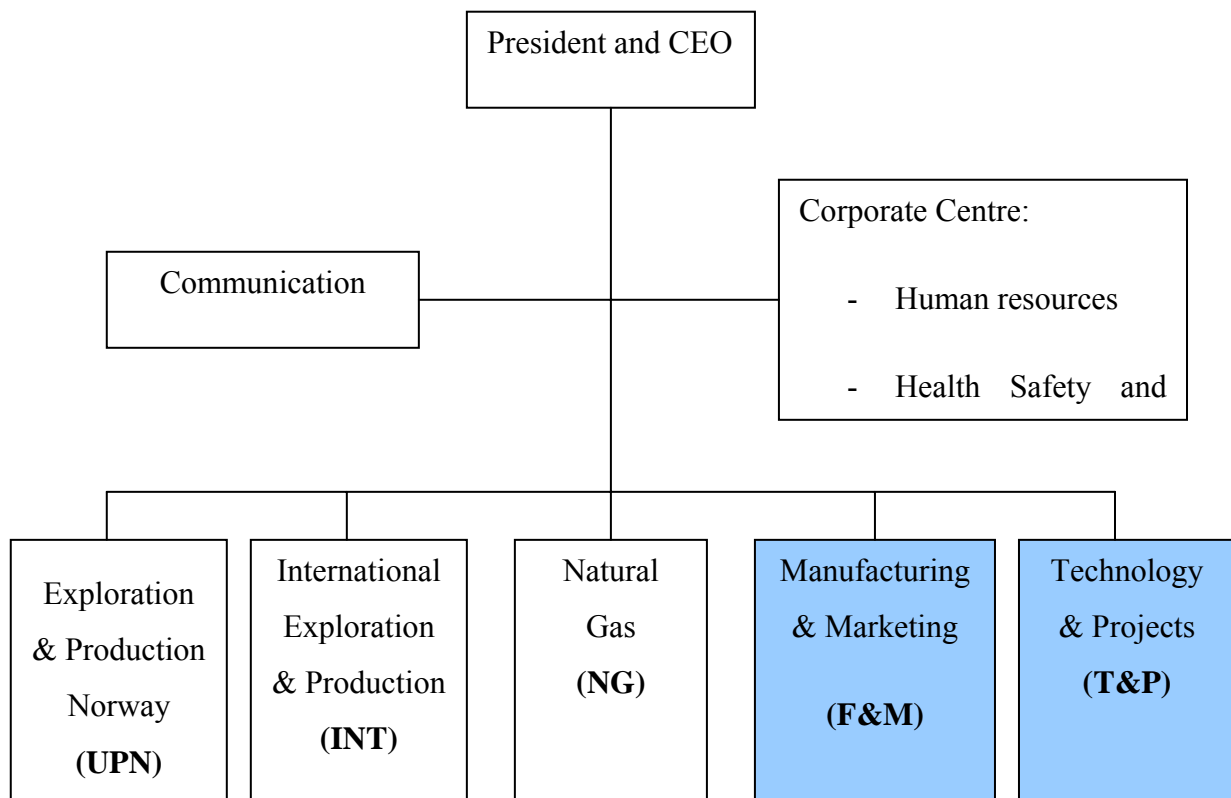 President and CEO
Corporate Centre:
- Human resources
- Health Safety and
Communication
Exploration
& Production
Norway
(UPN)
International
Exploration
& Production
(INT)
Natural
Gas
(NG)
Manufacturing
& Marketing
(F&M)
Technology
& Projects
(T&P)